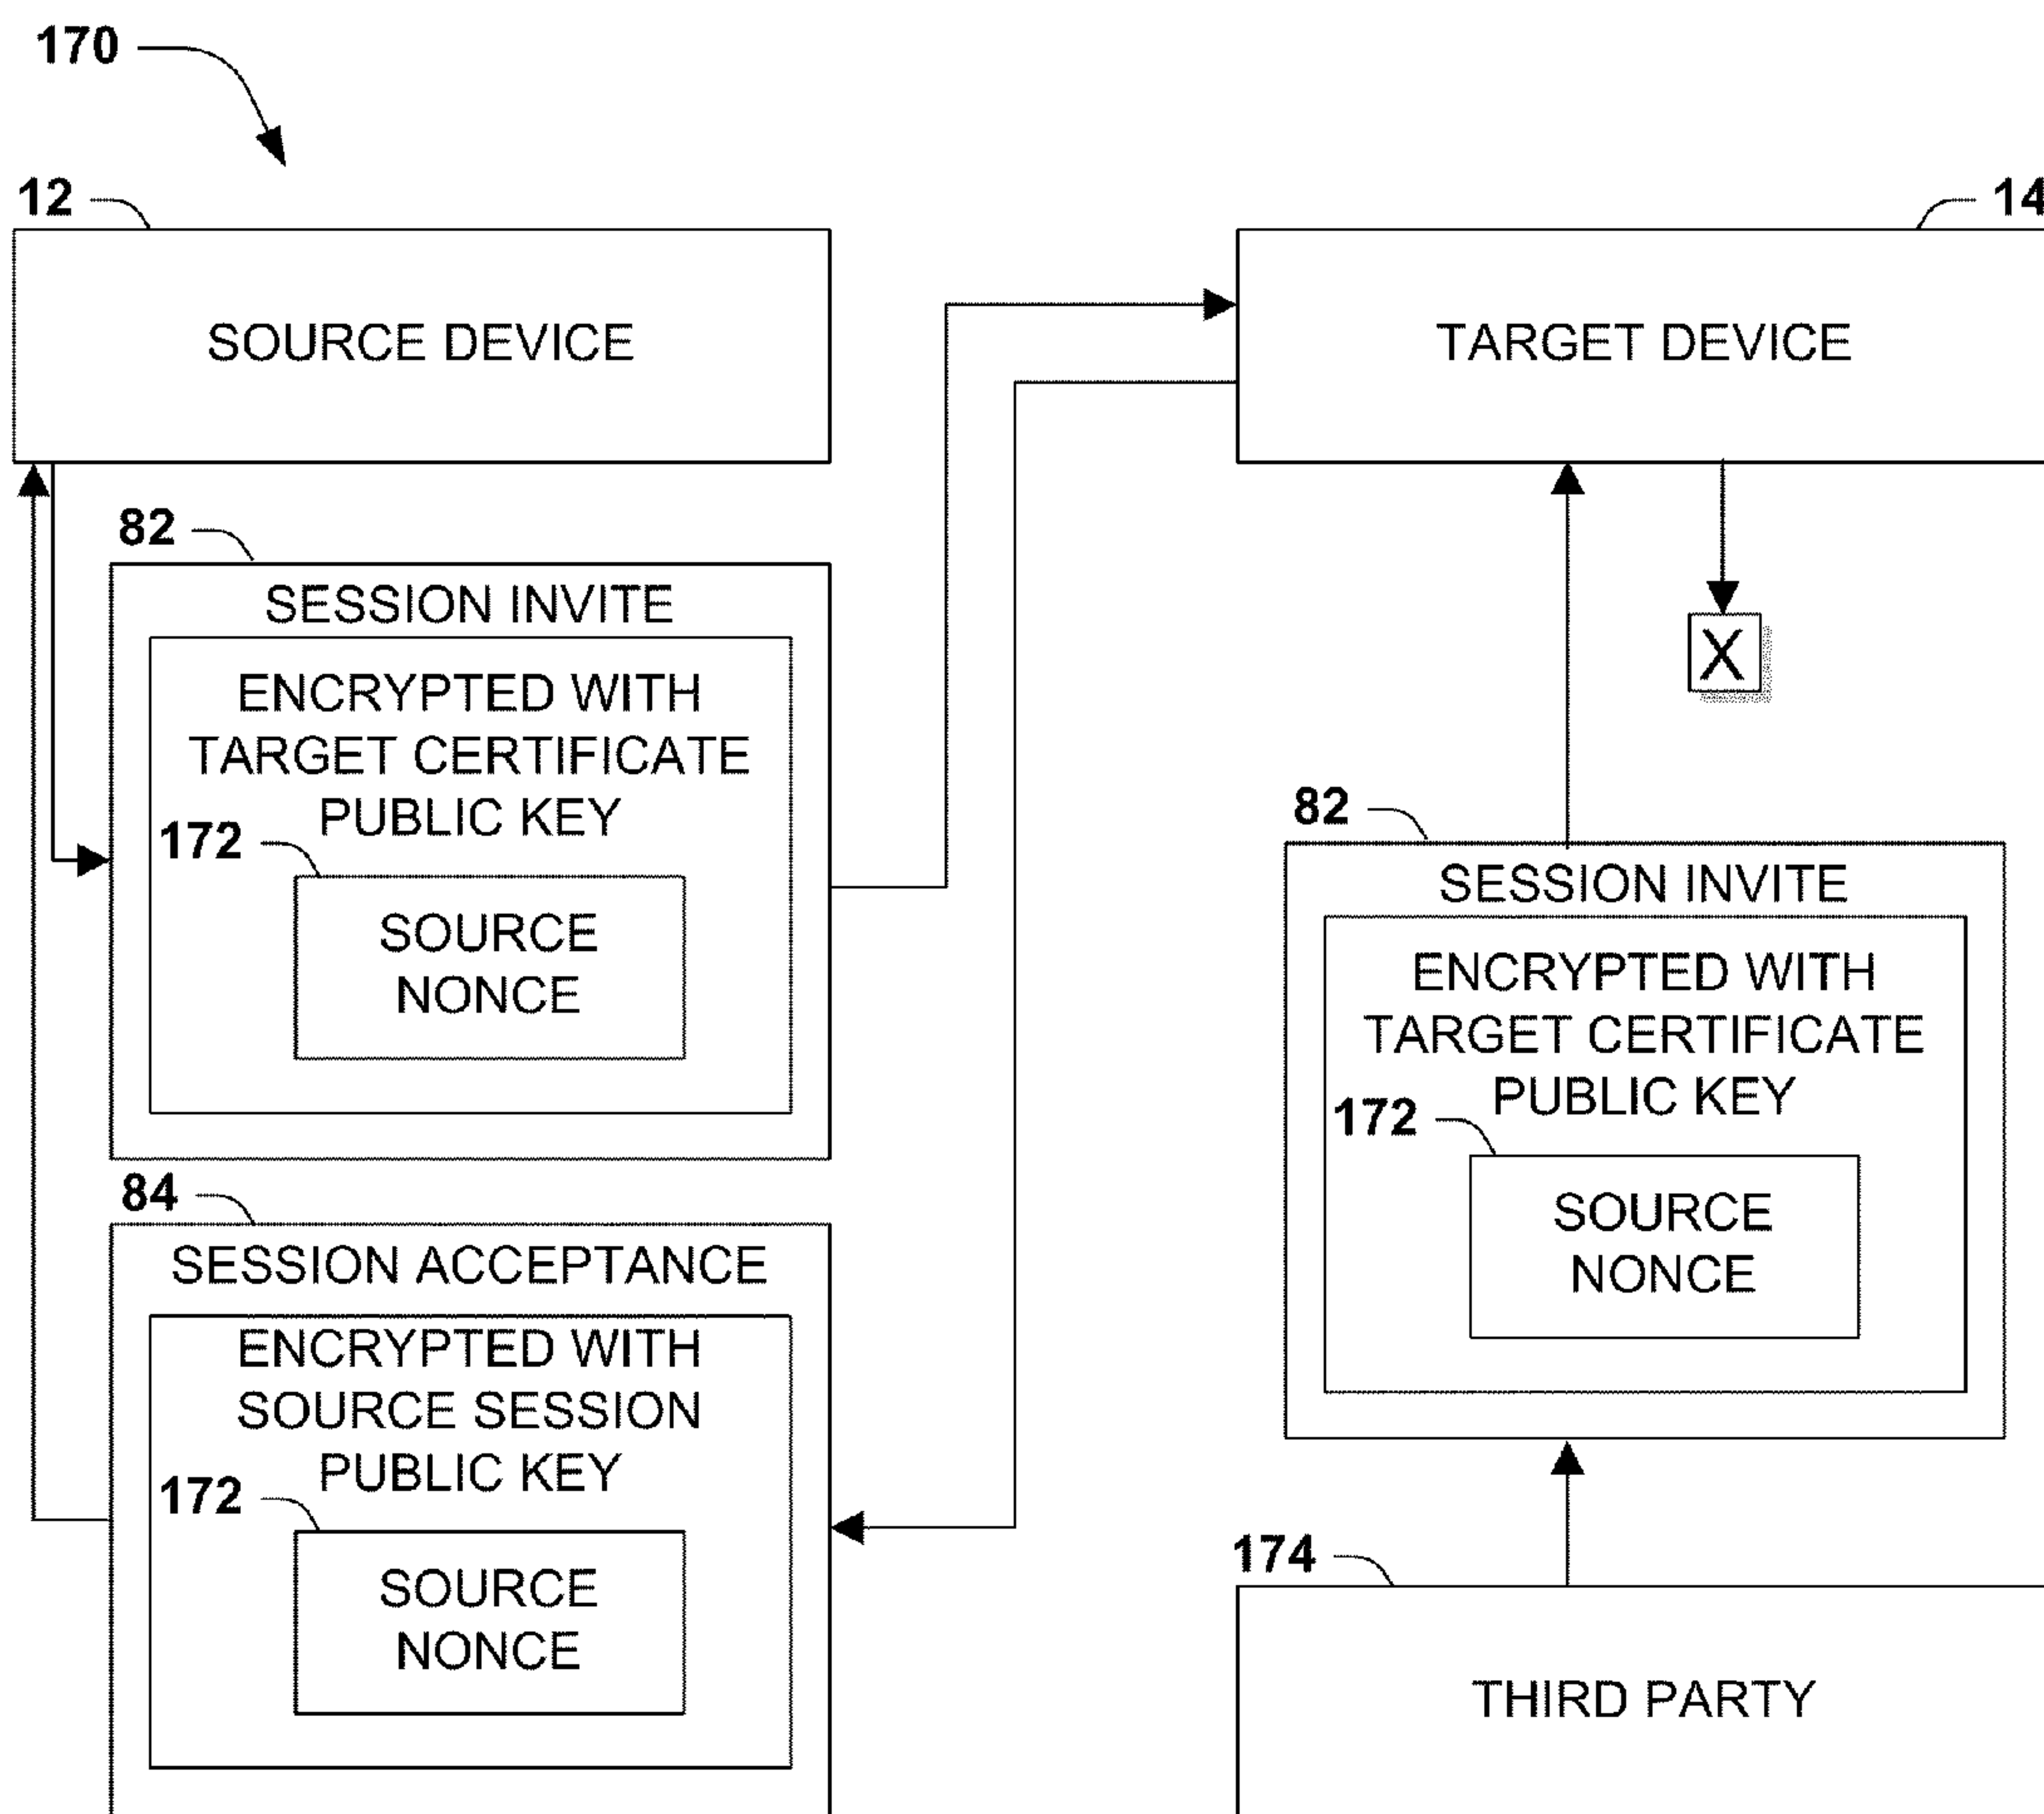 170
12
14
SOURCE DEVICE
TARGET DEVICE
82
SESSION INVITE
ENCRYPTED WITH
TARGET CERTIFICATE
PUBLIC KEY
172
SOURCE
NONCE
X
82
SESSION INVITE
ENCRYPTED WITH
TARGET CERTIFICATE
PUBLIC KEY
172
SOURCE
NONCE
84
SESSION ACCEPTANCE
ENCRYPTED WITH
SOURCE SESSION
PUBLIC KEY
172
SOURCE
NONCE
174
THIRD PARTY